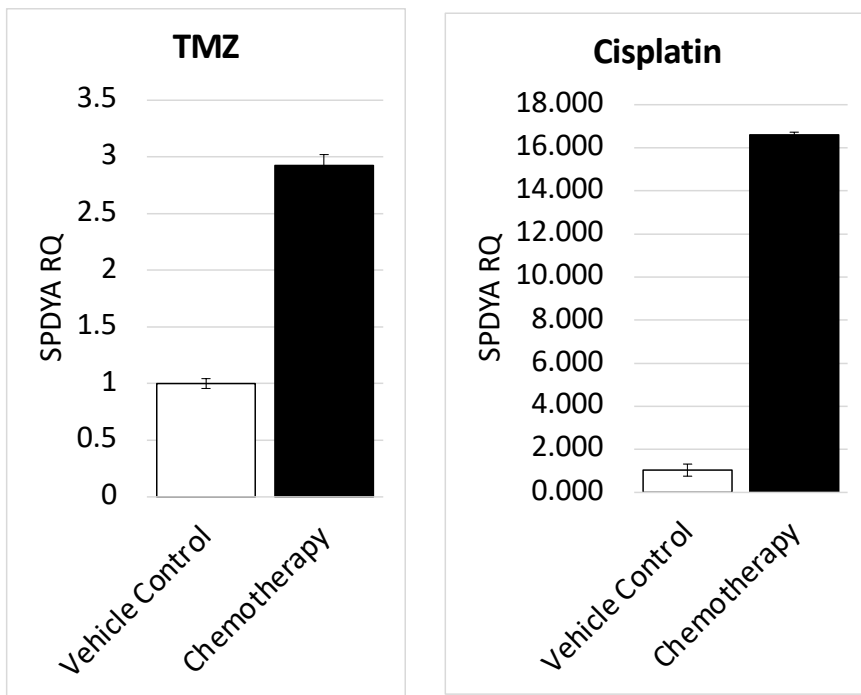 TMZ
SPDYA RQ
3.5
3
2.5
2
1.5
1
0.5
0
Vehicle Control
Chemotherapy
Cisplatin
SPDYA RQ
18.000
16.000
14.000
12.000
10.000
8.000
6.000
4.000
2.000
0.000
Vehicle Control
Chemotherapy